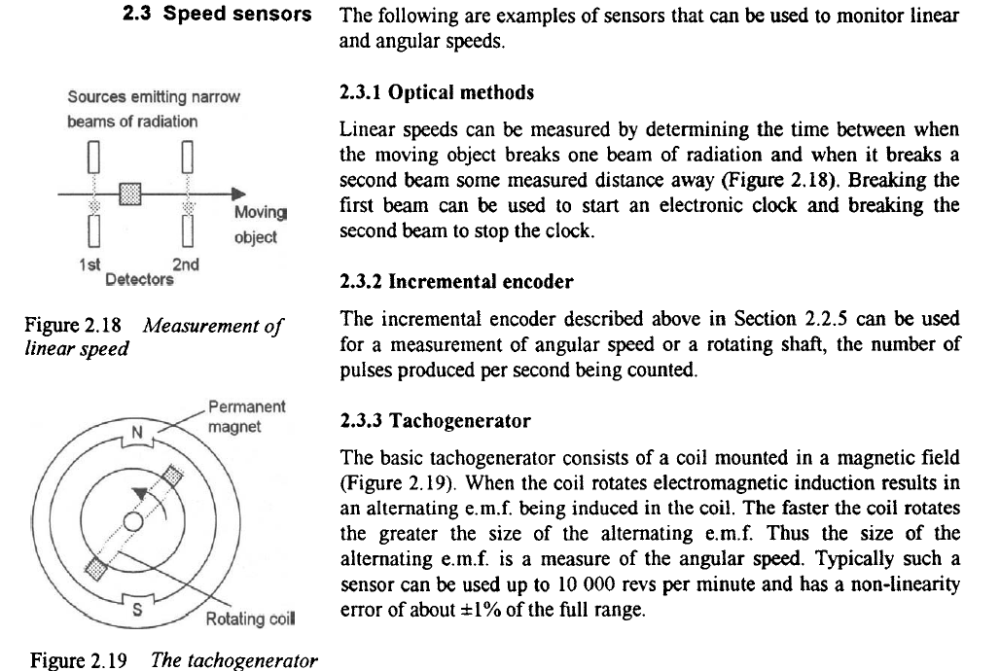 2.3 Speed sensors
The following are examples of sensors that can be used to monitor linear
and angular speeds.
Sources emitting narrow
beams of radiation
Moving
object
1st
2nd
Detectors
Figure 2.18 Measurement of
linear speed
2.3.1 Optical methods
Linear speeds can be measured by determining the time between when
the moving object breaks one beam of radiation and when it breaks a
second beam some measured distance away (Figure 2.18). Breaking the
first beam can be used to start an electronic clock and breaking the
second beam to stop the clock.
2.3.2 Incremental encoder
The incremental encoder described above in Section 2.2.5 can be used
for a measurement of angular speed or a rotating shaft, the number of
pulses produced per second being counted.
Permanent
magnet
N
S
Rotating coil
Figure 2.19 The tachogenerator
2.3.3 Tachogenerator
The basic tachogenerator consists of a coil mounted in a magnetic field
(Figure 2.19). When the coil rotates electromagnetic induction results in
an alternating e.m.f. being induced in the coil. The faster the coil rotates
the greater the size of the alternating e.m.f. Thus the size of the
alternating e.m.f. is a measure of the angular speed. Typically such a
sensor can be used up to 10 000 revs per minute and has a non-linearity
error of about ±1% of the full range.